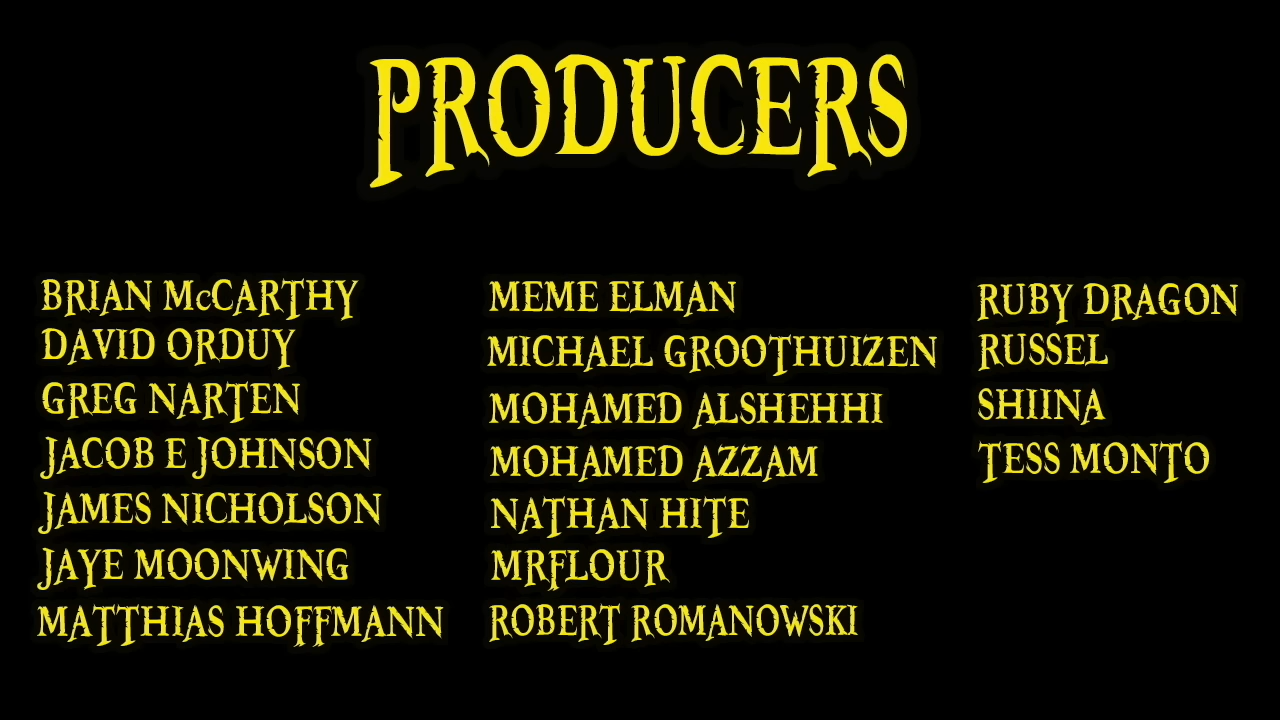 PRODUCERS
BRIAN McCARTHY
DAVID ORDUY
GREG NARTEN
JACOB E JOHNSON
JAMES NICHOLSON
JAYE MOONWING
MATTHIAS HOFFMANN
MEME ELMAN
MICHAEL GROOTHUIZEN
MOHAMED ALSHEHHI
MOHAMED AZZAM
NATHAN HITE
MRFLOUR
ROBERT ROMANOWSKI
RUBY DRAGON
RUSSEL
SHIINA
TESS MONTO